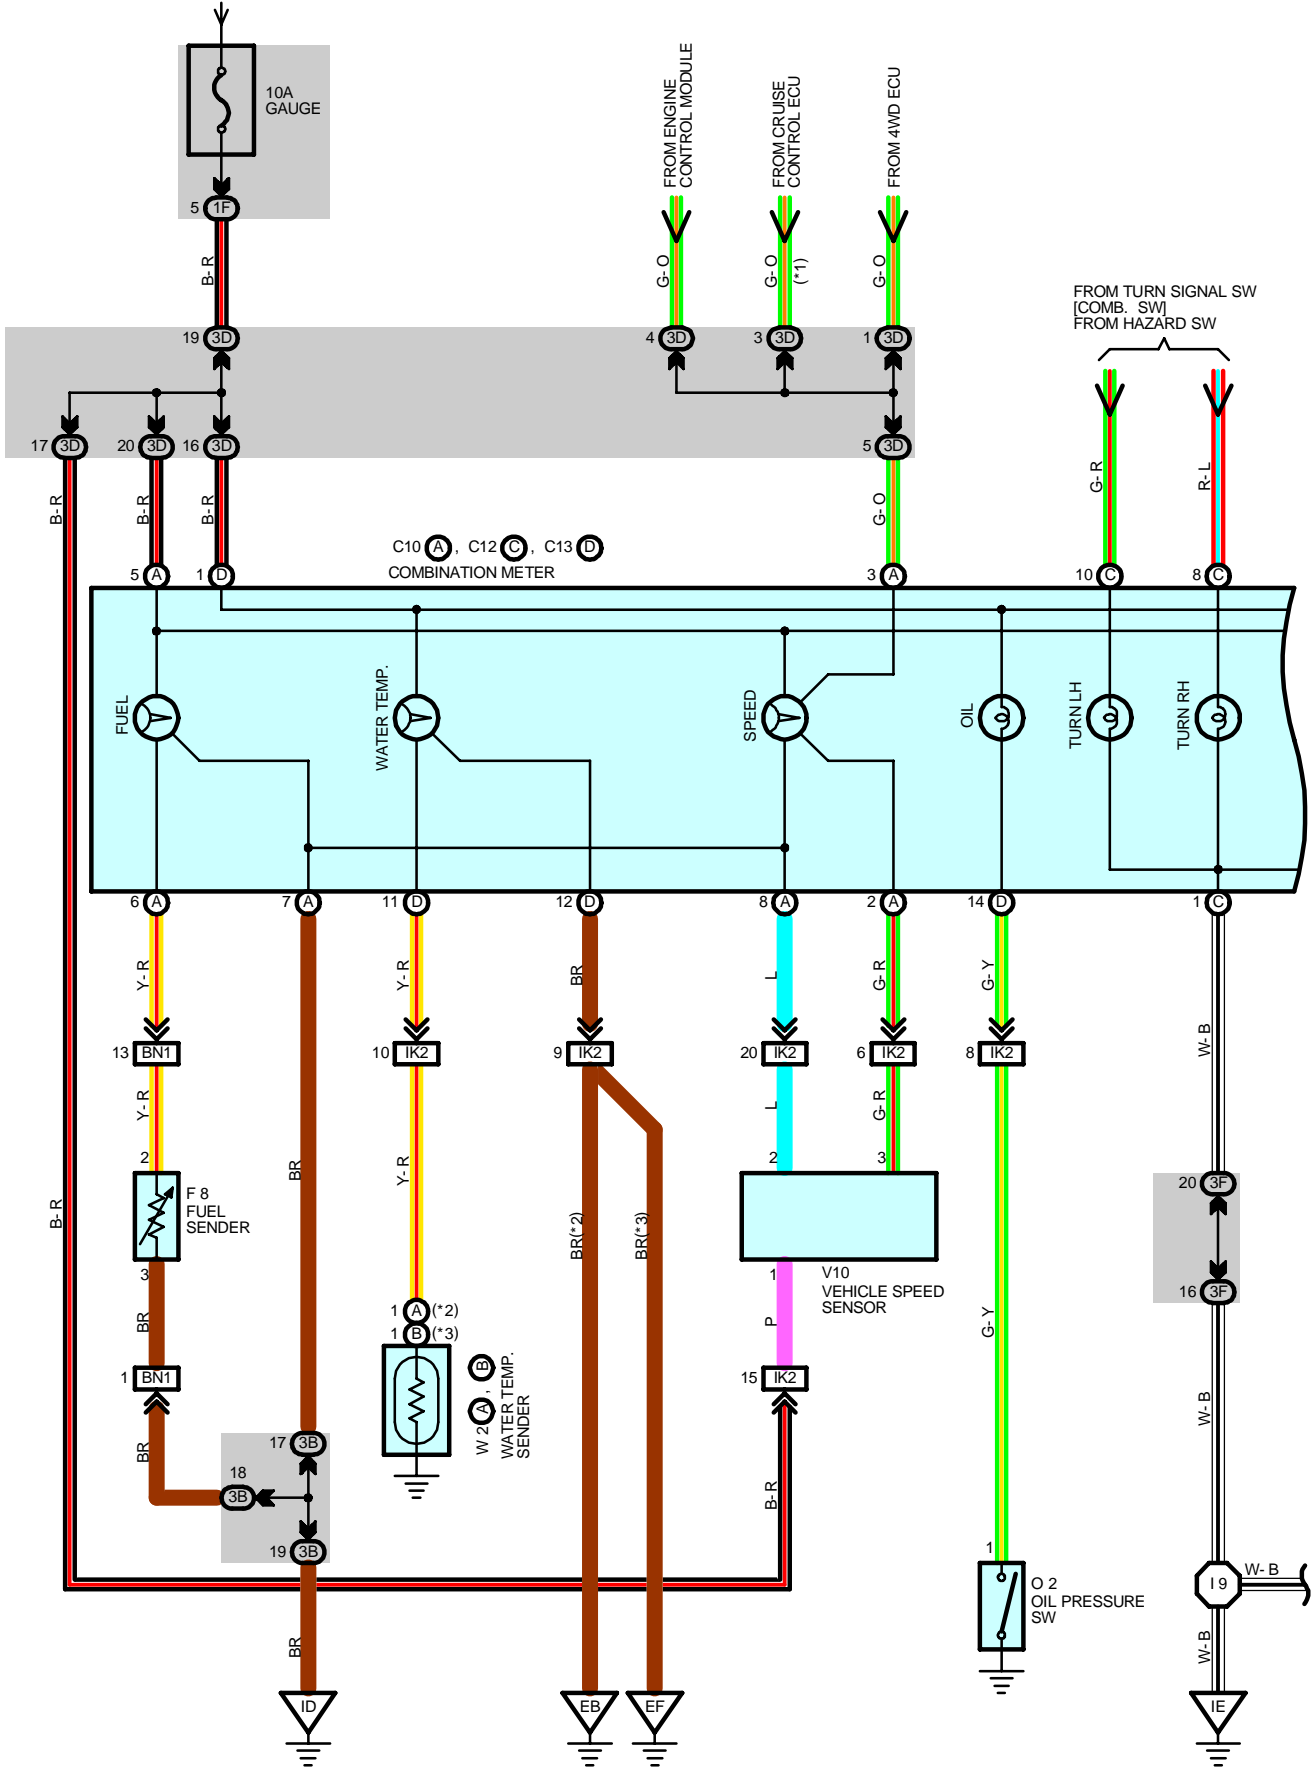 10A
GAUGE
5 1F
B-R
FROM ENGINE
CONTROL MODULE
FROM CRUISE
CONTROL ECU
FROM 4WD ECU
G-O
G-O
(*1)
G-O
FROM TURN SIGNAL SW
[COMB. SW]
FROM HAZARD SW
19 3D
4 3D
3 3D
1 3D
17 3D
20 3D
16 3D
5 3D
B-R
B-R
B-R
G-O
G-R
R-L
C10 A , C12 C , C13 D
COMBINATION METER
5 A
1 D
3 A
10 C
8 C
FUEL
WATER TEMP.
SPEED
OIL
TURN LH
TURN RH
6 A
7 A
11 D
12 D
8 A
2 A
14 D
1 C
Y-R
Y-R
BR
L
G-R
G-Y
W-B
13 BN1
10 IK2
9 IK2
20 IK2
6 IK2
8 IK2
Y-R
BR
Y-R
L
G-R
2
2
3
F 8
FUEL
SENDER
B-R
BR(*2)
BR(*3)
20 3F
16 3F
3
1
V10
VEHICLE SPEED
SENSOR
BR
1 A (*2)
1 B (*3)
P
G-Y
1 BN1
W 2 A , B
WATER TEMP.
SENDER
15 IK2
W-B
BR
17 3B
18
3B
19 3B
B-R
1
O 2
OIL PRESSURE
SW
I 9
W-B
BR
W-B
ID
EB
EF
IE